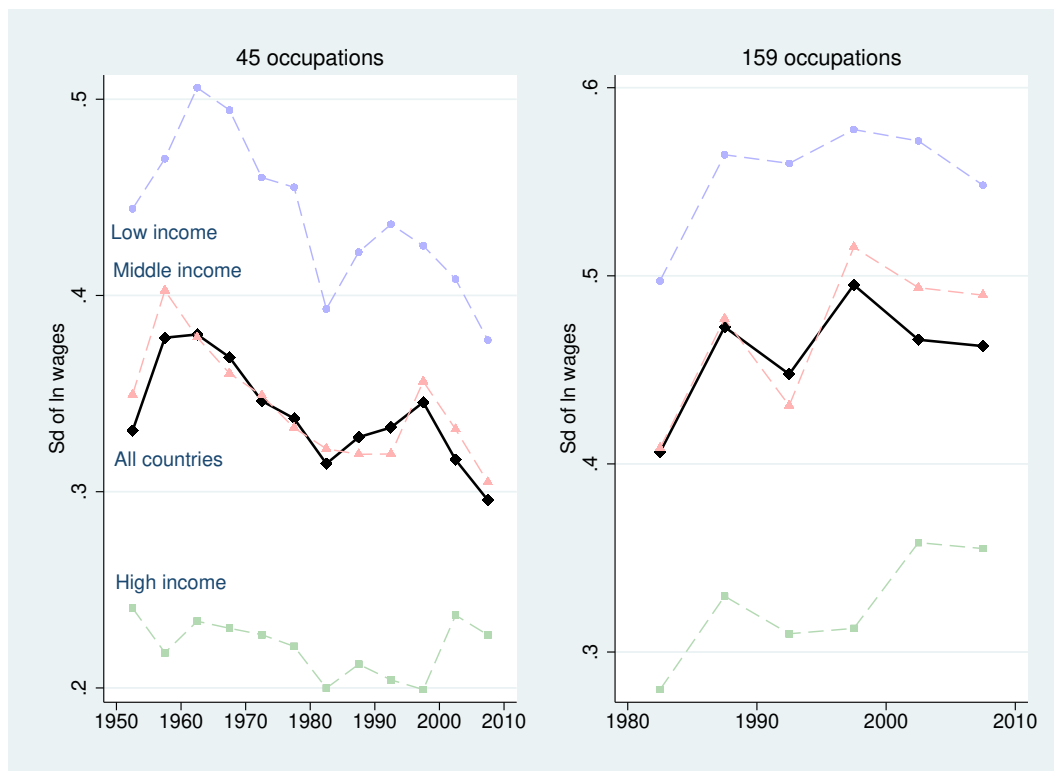 45 occupations
.5
.4
.3
.2
Sd of ln wages
Low income
Middle income
All countries
High income
1950 1960 1970 1980 1990 2000 2010
159 occupations
.6
.5
.4
.3
Sd of ln wages
1980 1990 2000 2010